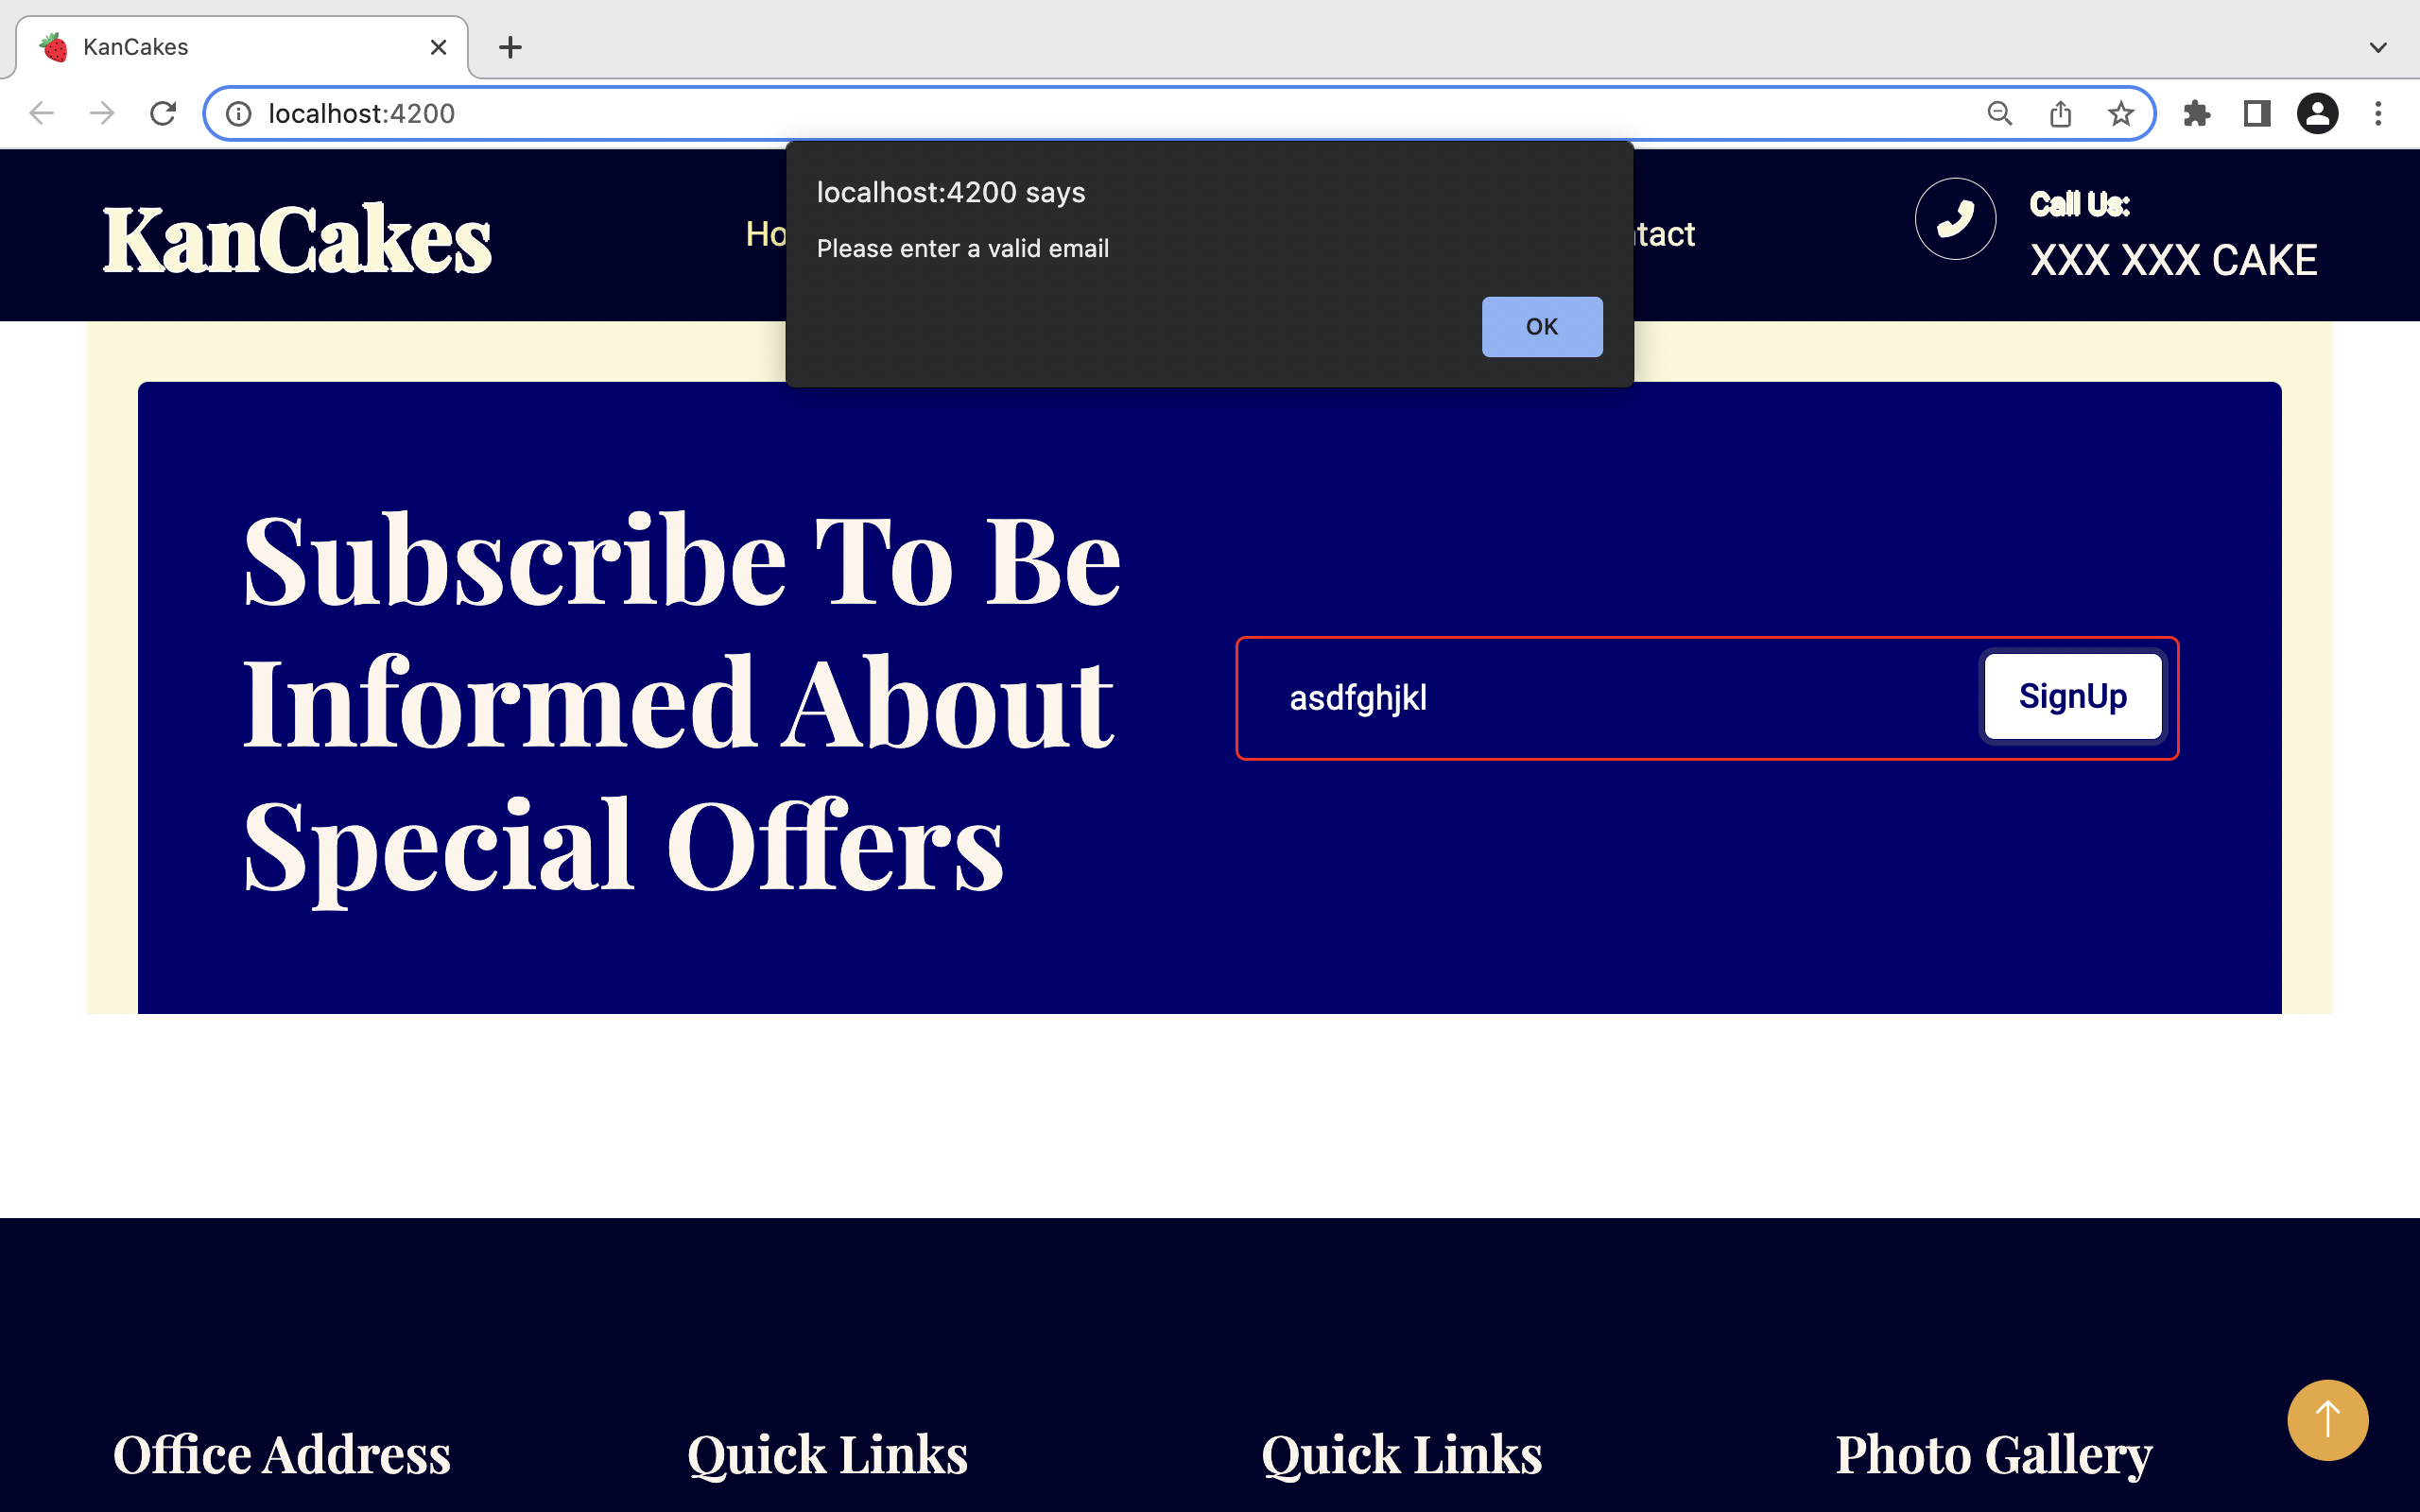 KanCakes
localhost:4200
localhost:4200 says
Please enter a valid email
OK
KanCakes
Ho
tact
Call Us:
XXX XXX CAKE
Subscribe To Be
Informed About
Special Offers
asdfghjkl
SignUp
Office Address
Quick Links
Quick Links
Photo Gallery